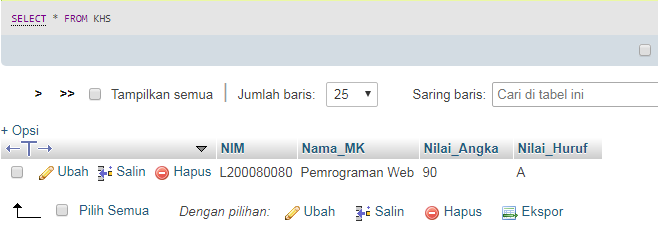 SELECT * FROM KHS
> >> Tampilkan semua | Jumlah baris: 25 Saring baris: Cari di tabel ini
+ Opsi
NIM Nama_MK Nilai_Angka Nilai_Huruf
Ubah Salin Hapus L200080080 Pemrograman Web 90 A
Pilih Semua Dengan pilihan: Ubah Salin Hapus Ekspor